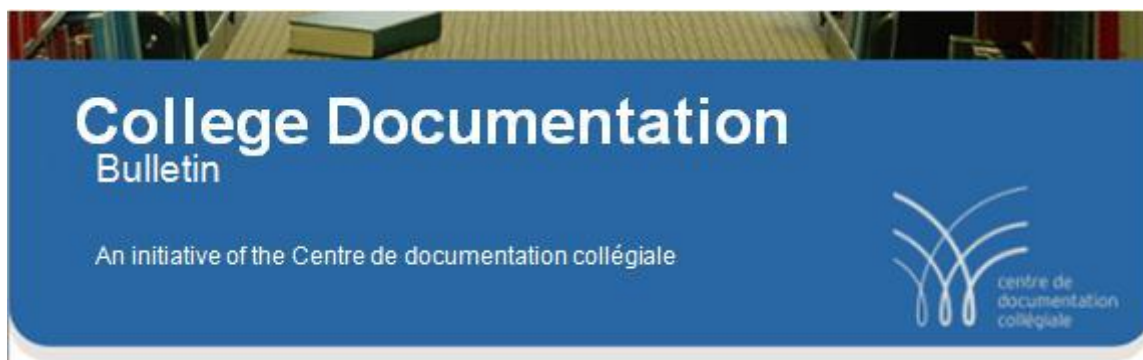 College Documentation
Bulletin
An initiative of the Centre de documentation collégiale
centre de
documentation
collégiale